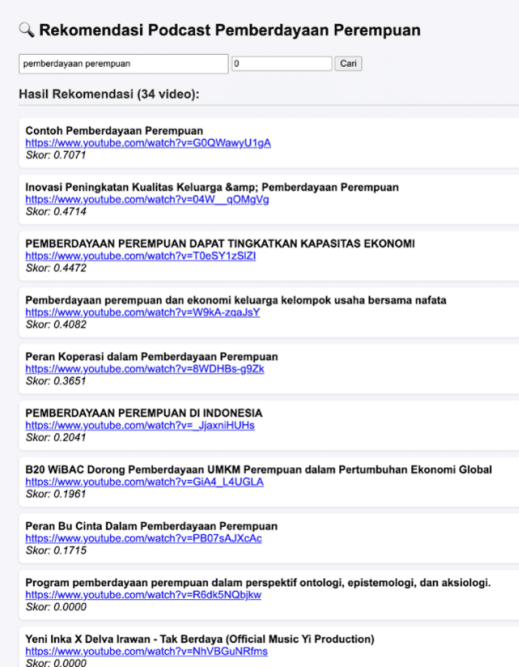 🔍 Rekomendasi Podcast Pemberdayaan Perempuan
pemberdayaan perempuan 0 Cari
Hasil Rekomendasi (34 video):
Contoh Pemberdayaan Perempuan
https://www.youtube.com/watch?v=G0QWawyU1gA
Skor: 0.7071
Inovasi Peningkatan Kualitas Keluarga &amp; Pemberdayaan Perempuan
https://www.youtube.com/watch?v=04W__qOMgVg
Skor: 0.4714
PEMBERDAYAAN PEREMPUAN DAPAT TINGKATKAN KAPASITAS EKONOMI
https://www.youtube.com/watch?v=T0eSY1zSlZI
Skor: 0.4472
Pemberdayaan perempuan dan ekonomi keluarga kelompok usaha bersama nafata
https://www.youtube.com/watch?v=W9kA-zqaJsY
Skor: 0.4082
Peran Koperasi dalam Pemberdayaan Perempuan
https://www.youtube.com/watch?v=8WDHBs-g9Zk
Skor: 0.3651
PEMBERDAYAAN PEREMPUAN DI INDONESIA
https://www.youtube.com/watch?v=_JjaxniHUHs
Skor: 0.2041
B20 WiBAC Dorong Pemberdayaan UMKM Perempuan dalam Pertumbuhan Ekonomi Global
https://www.youtube.com/watch?v=GiA4_L4UGLA
Skor: 0.1961
Peran Bu Cinta Dalam Pemberdayaan Perempuan
https://www.youtube.com/watch?v=PB07sAJXcAc
Skor: 0.1715
Program pemberdayaan perempuan dalam perspektif ontologi, epistemologi, dan aksiologi.
https://www.youtube.com/watch?v=R6dk5NQbjkw
Skor: 0.0000
Yeni Inka X Delva Irawan - Tak Berdaya (Official Music Yi Production)
https://www.youtube.com/watch?v=NhVBGuNRfms
Skor: 0.0000